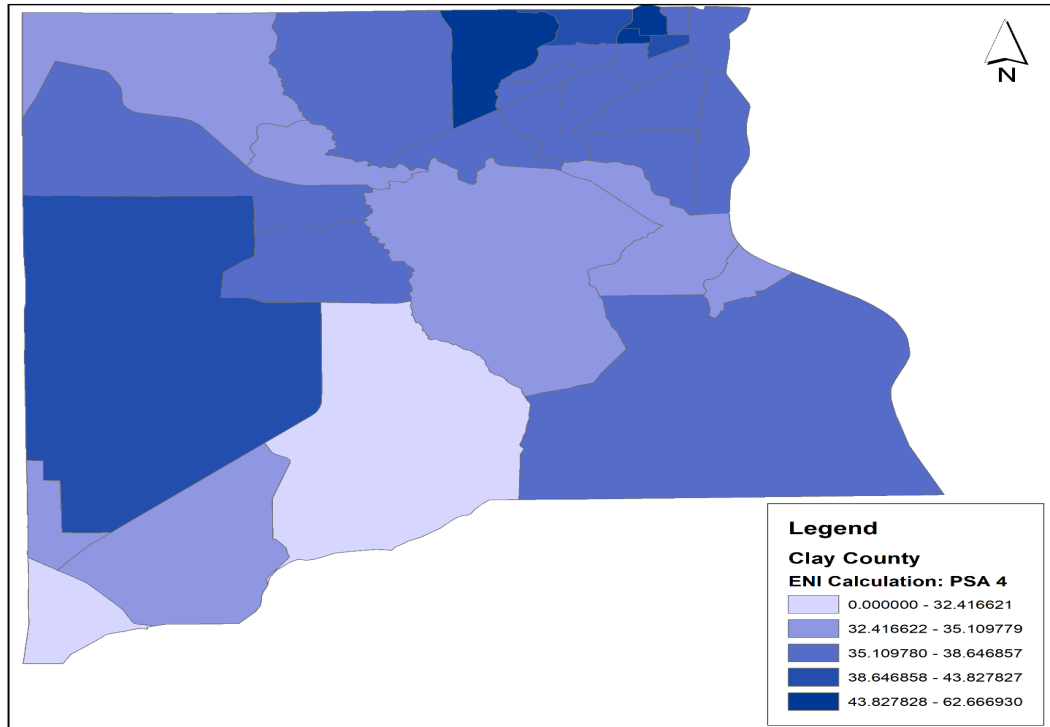 N
Legend
Clay County
ENI Calculation: PSA 4
0.000000 - 32.416621
32.416622 - 35.109779
35.109780 - 38.646857
38.646858 - 43.827827
43.827828 - 62.666930